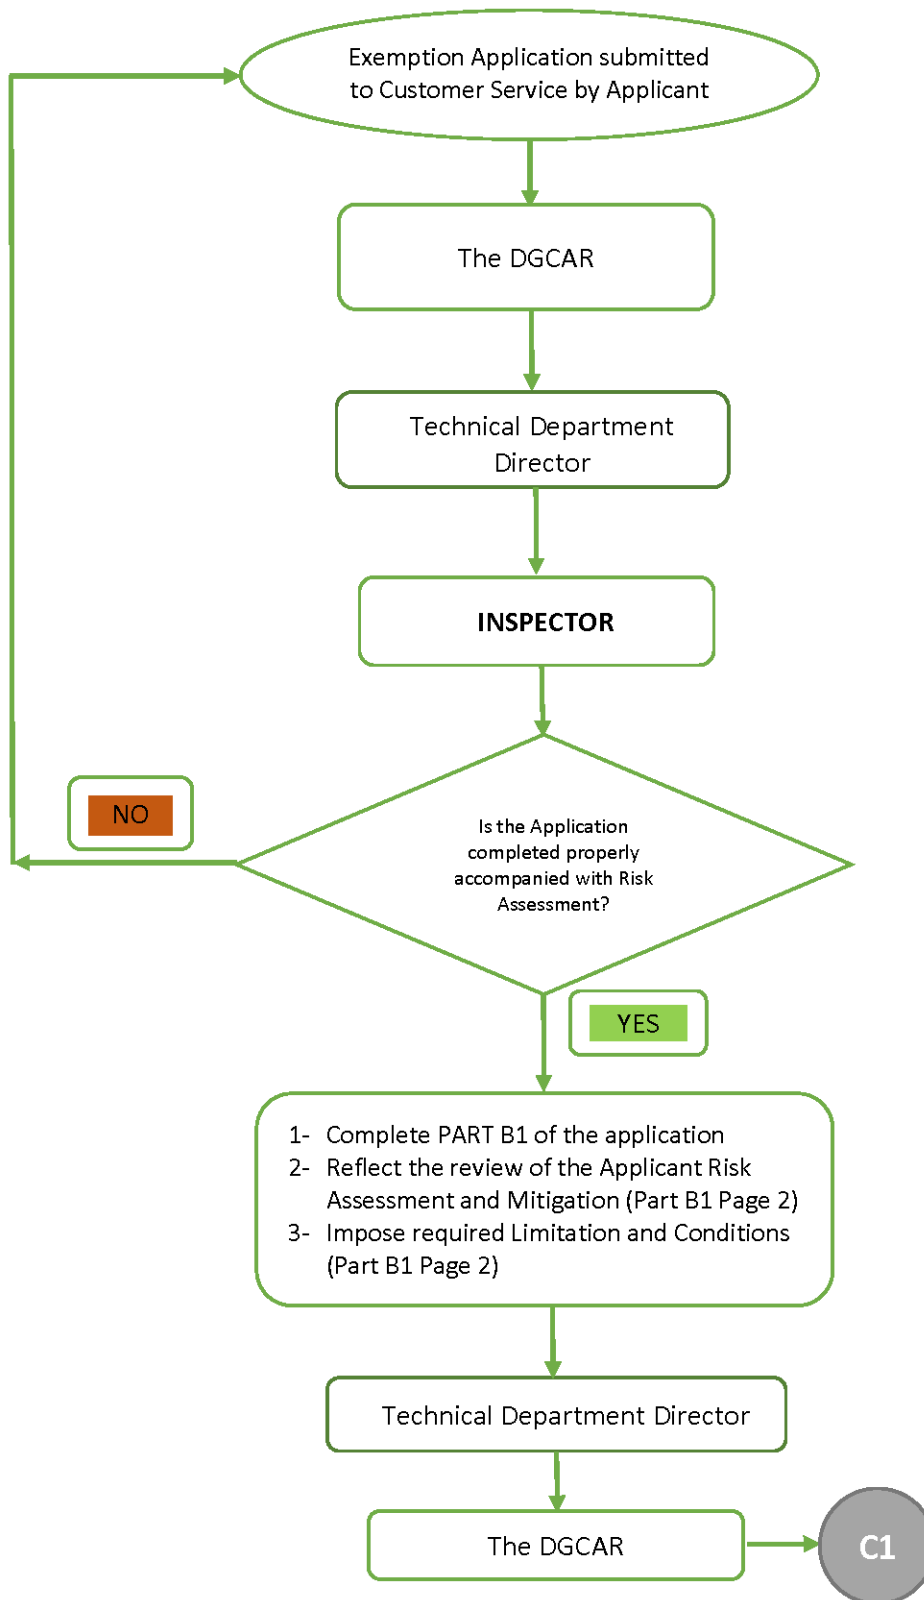 Exemption Application submitted
to Customer Service by Applicant
The DGCAR
Technical Department
Director
INSPECTOR
Is the Application
completed properly
accompanied with Risk
Assessment?
NO
YES
1- Complete PART B1 of the application
2- Reflect the review of the Applicant Risk
Assessment and Mitigation (Part B1 Page 2)
3- Impose required Limitation and Conditions
(Part B1 Page 2)
Technical Department Director
The DGCAR
C1